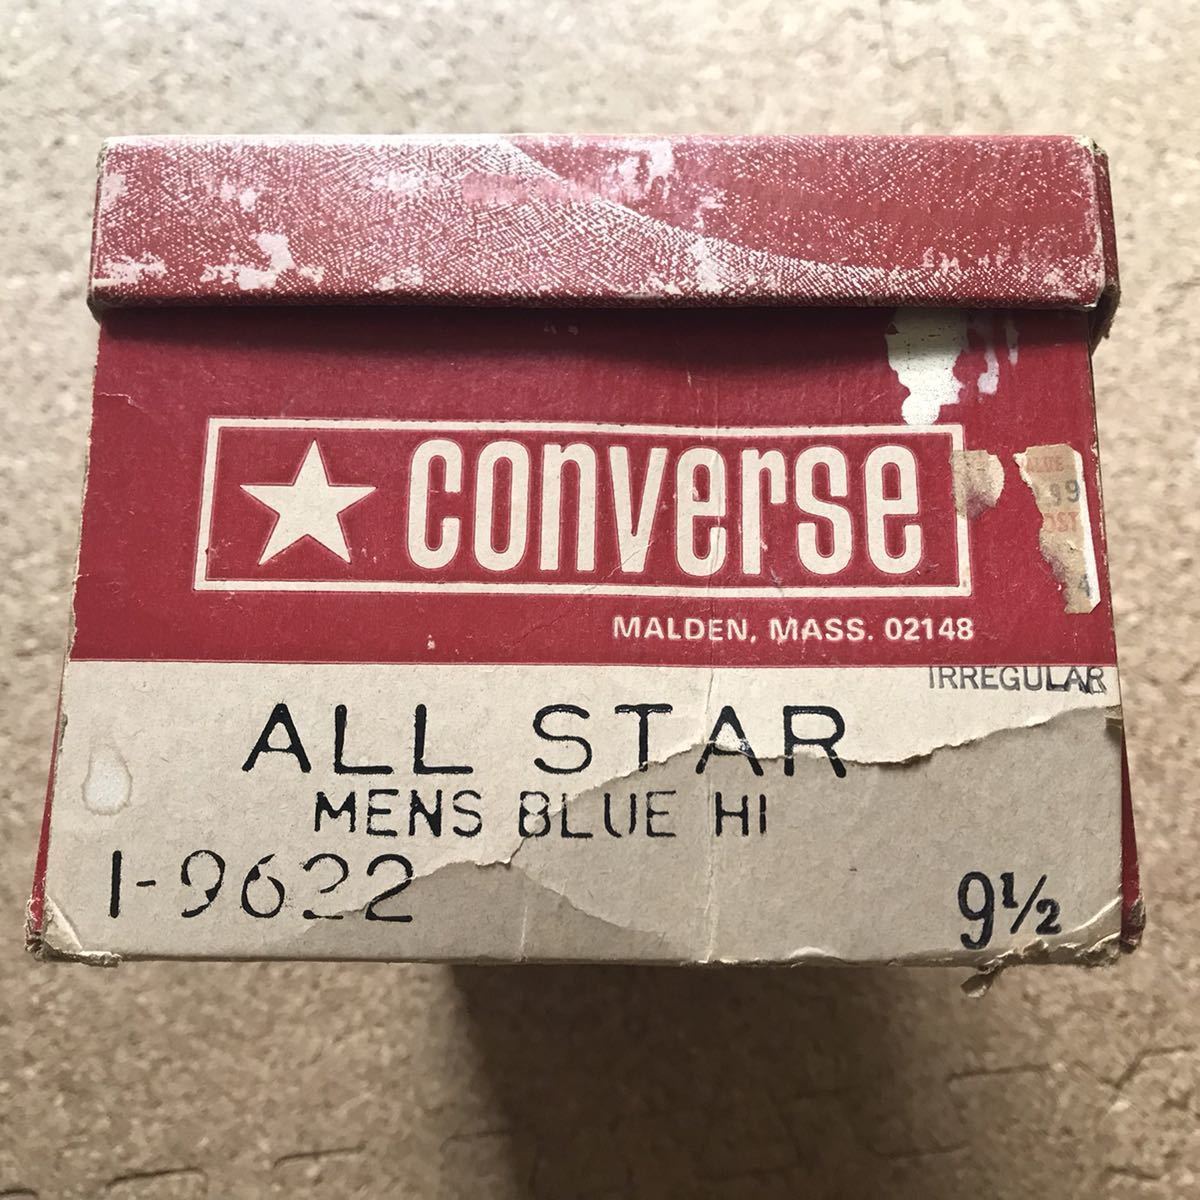 converse
MALDEN, MASS. 02148
IRREGULAR
ALL STAR
MENS BLUE HI
1-9622
9½